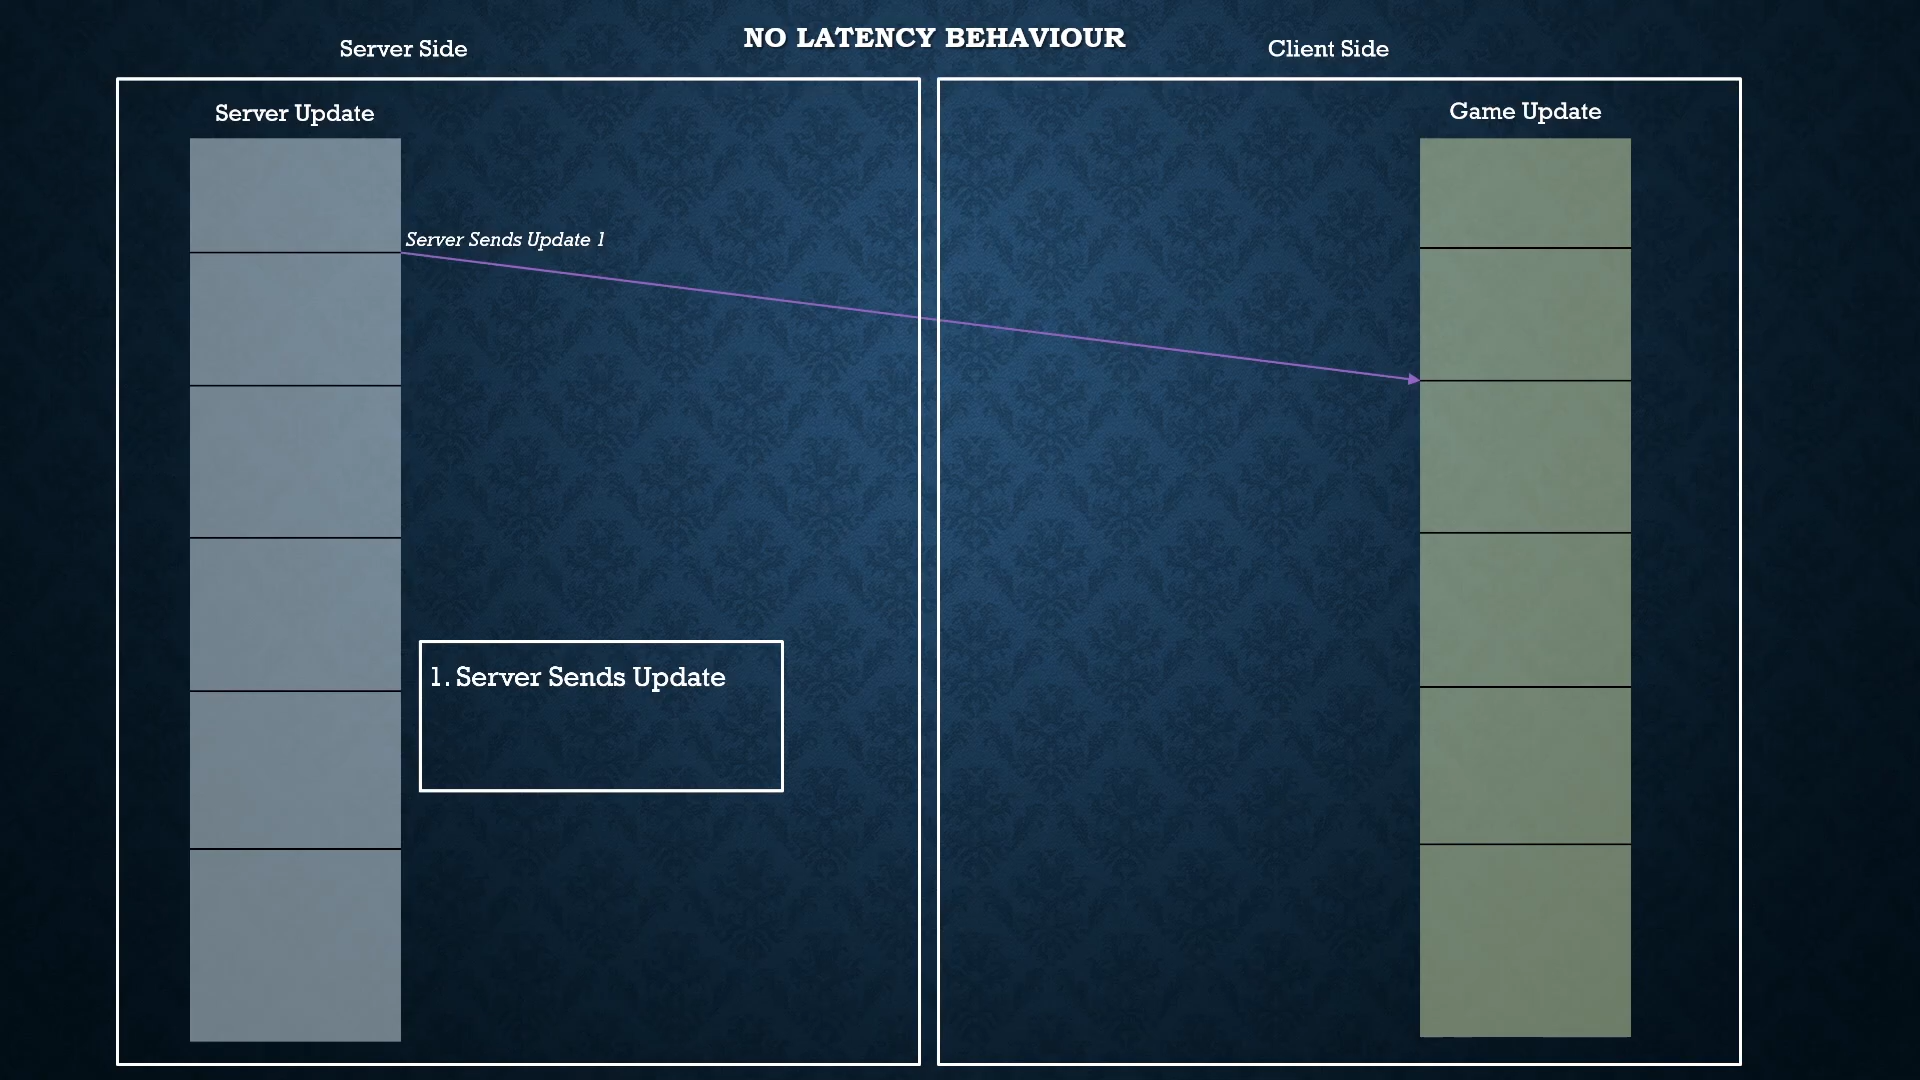 NO LATENCY BEHAVIOUR
Server Side
Client Side
Server Update
Game Update
Server Sends Update 1
1. Server Sends Update